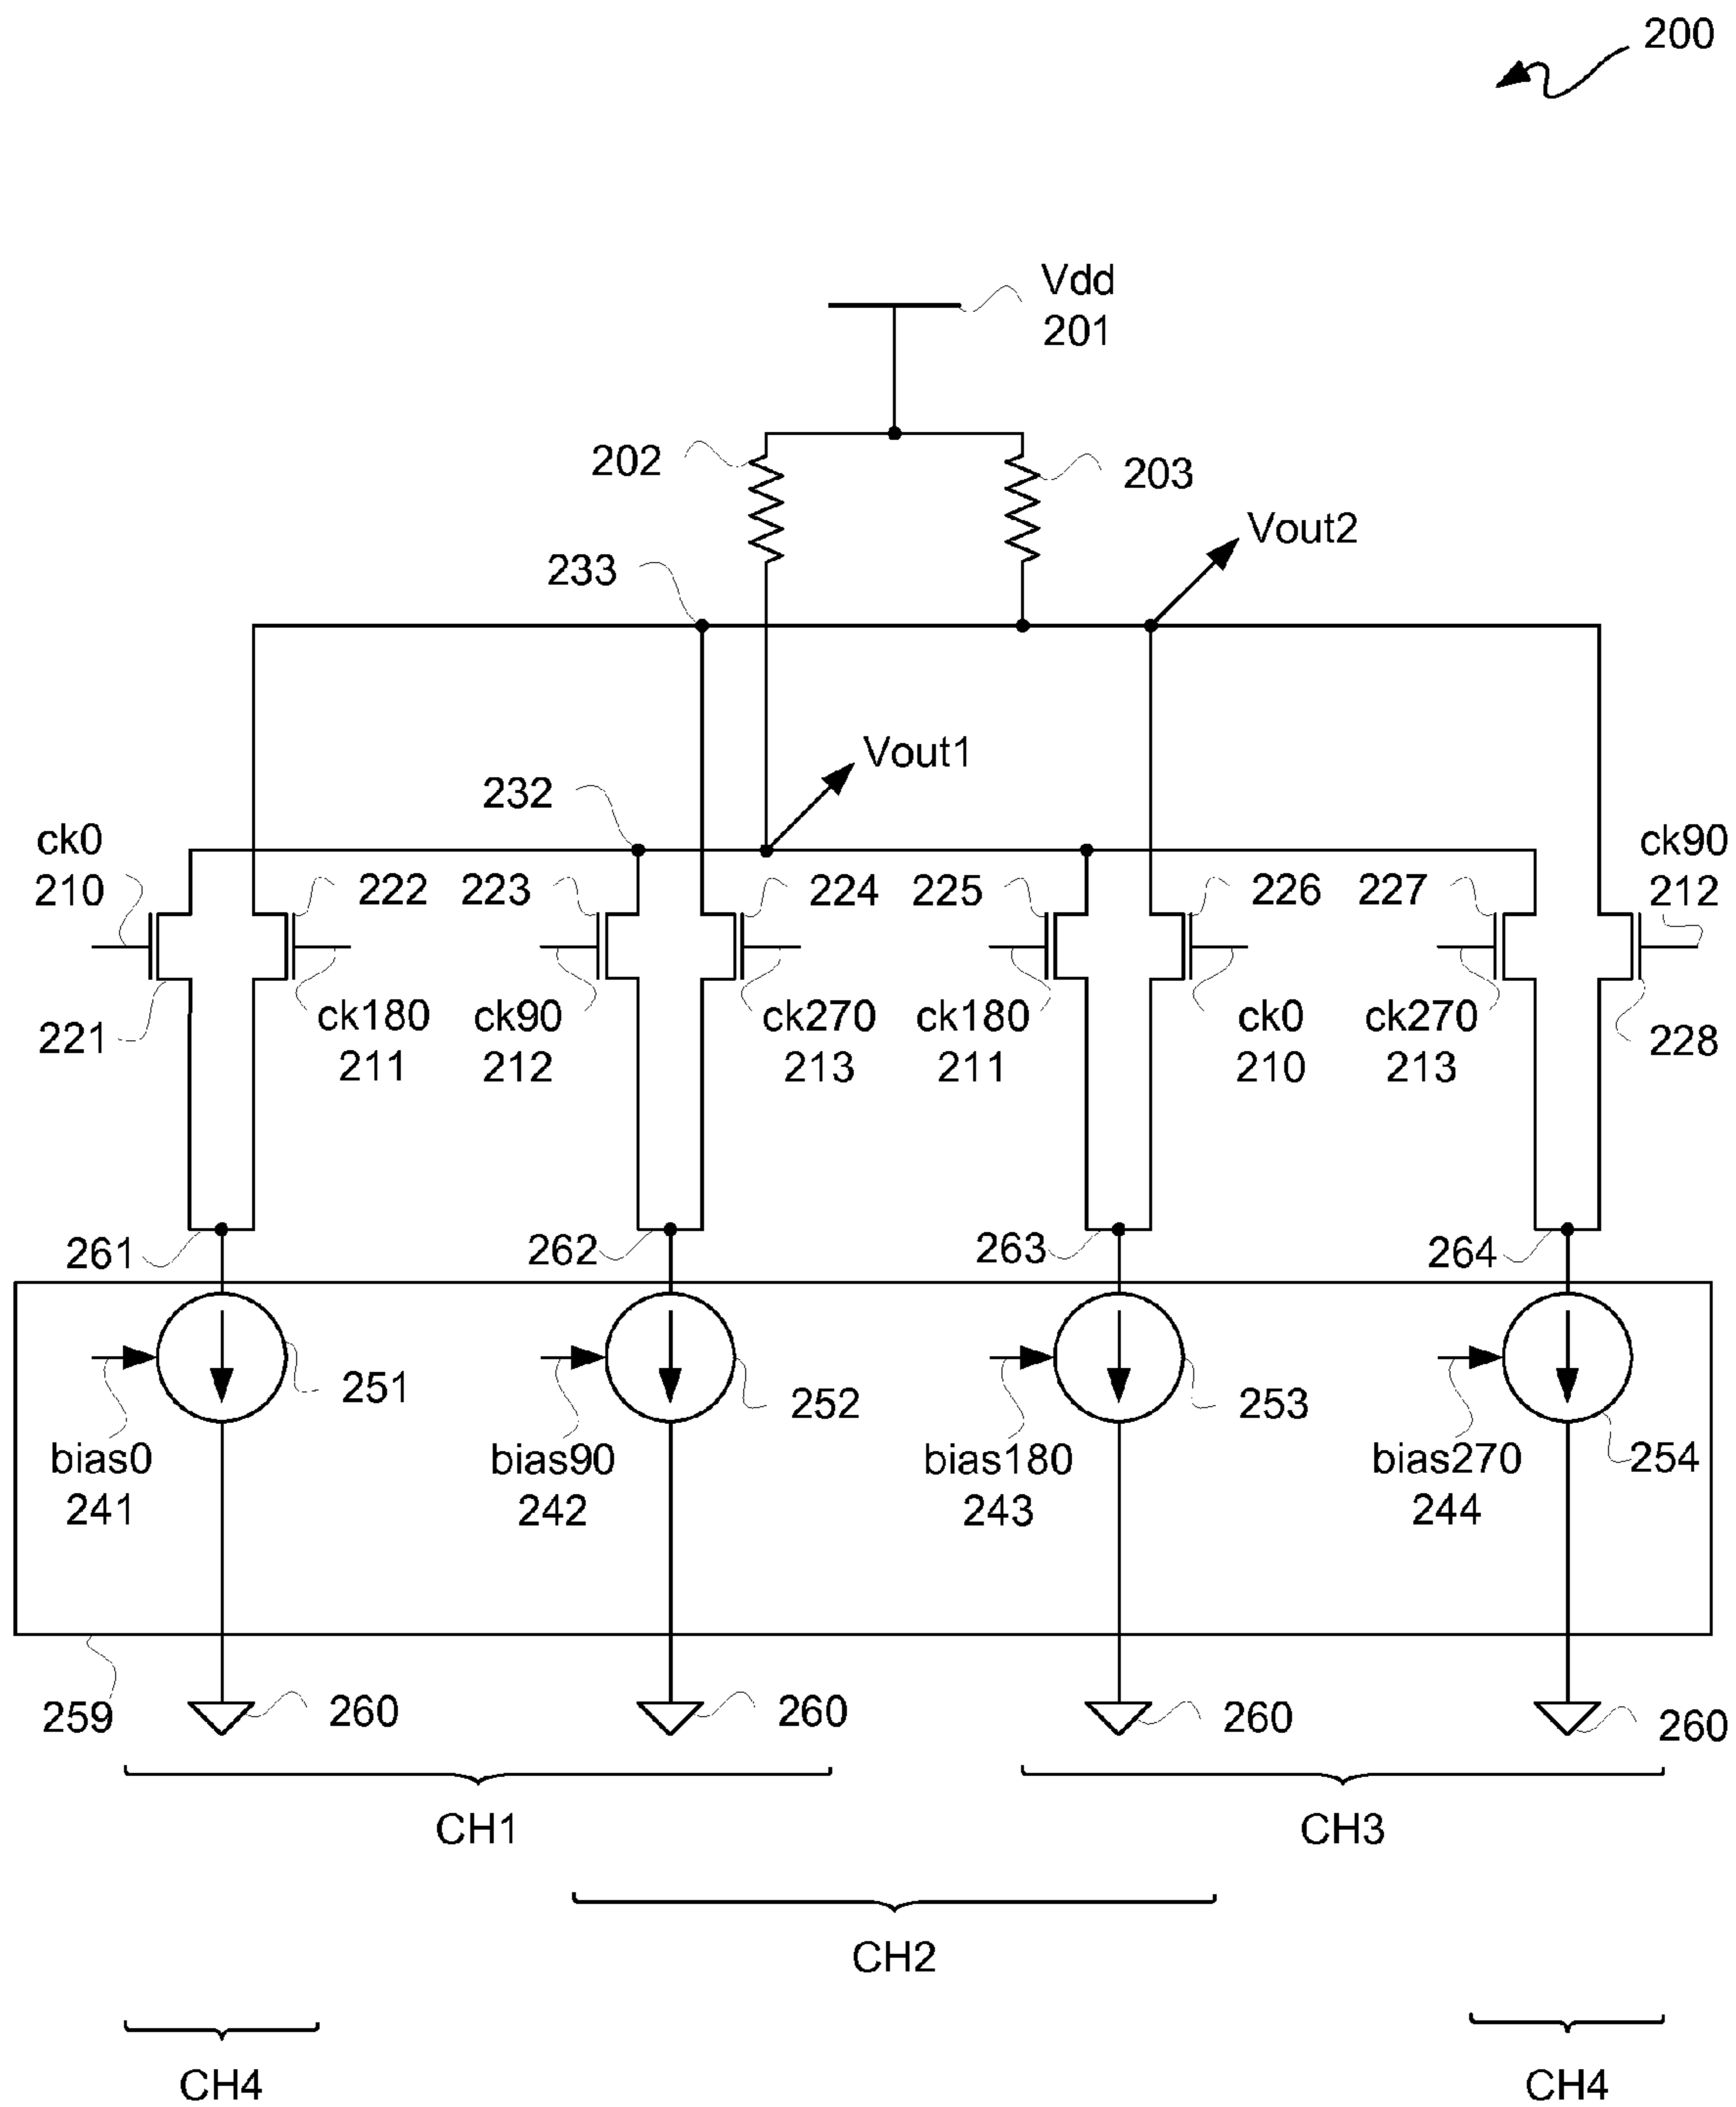 200
Vdd
201
202
203
Vout2
233
Vout1
232
ck0
210
222
223
224
225
226
227
ck90
212
221
ck180
211
ck90
212
ck270
213
ck180
211
ck0
210
ck270
213
228
261
262
263
264
251
252
253
254
bias0
241
bias90
242
bias180
243
bias270
244
259
260
260
260
260
CH1
CH3
CH2
CH4
CH4